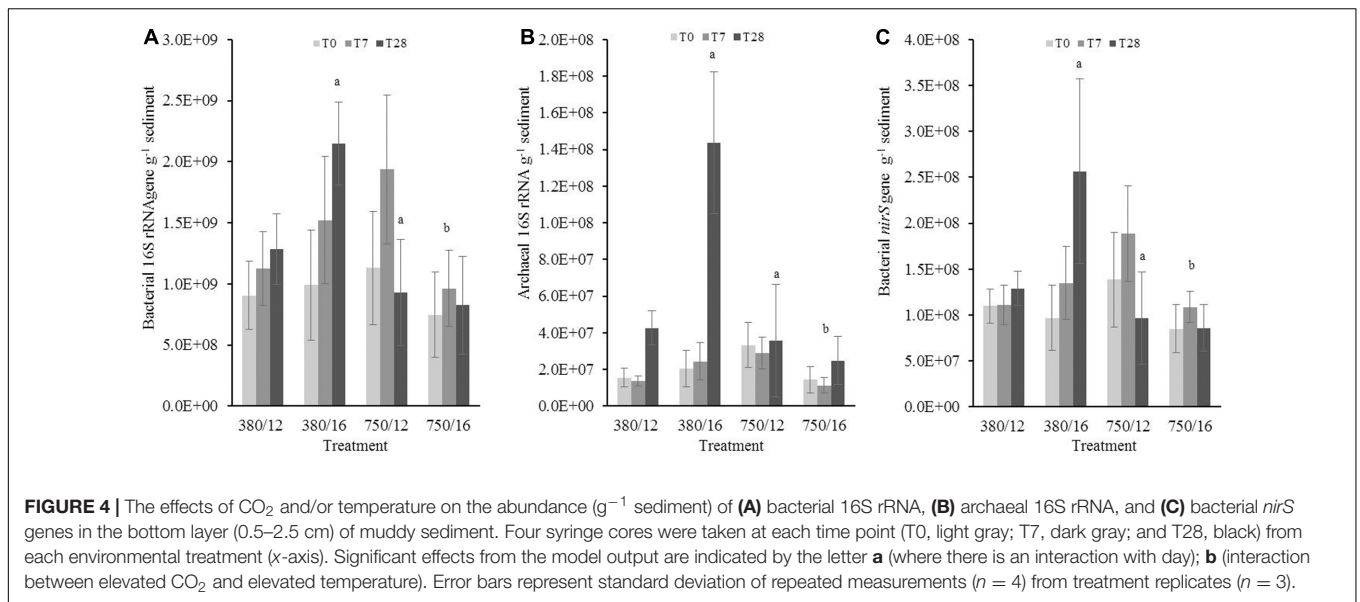 A
T0 T7 T28
3.0E+09
2.5E+09
2.0E+09
1.5E+09
1.0E+09
5.0E+08
0.0E+00
Bacterial 16S rRNAgene g⁻¹ sediment
a
a
b
380/12 380/16 750/12 750/16
Treatment
B
T0 T7 T28
2.0E+08
1.8E+08
1.6E+08
1.4E+08
1.2E+08
1.0E+08
8.0E+07
6.0E+07
4.0E+07
2.0E+07
0.0E+00
Archaeal 16S rRNA g⁻¹ sediment
a
a
b
380/12 380/16 750/12 750/16
Treatment
C
T0 T7 T28
4.0E+08
3.5E+08
3.0E+08
2.5E+08
2.0E+08
1.5E+08
1.0E+08
5.0E+07
0.0E+00
Bacterial nirS gene g⁻¹ sediment
a
a
b
380/12 380/16 750/12 750/16
Treatment
FIGURE 4 | The effects of CO₂ and/or temperature on the abundance (g⁻¹ sediment) of (A) bacterial 16S rRNA, (B) archaeal 16S rRNA, and (C) bacterial nirS
genes in the bottom layer (0.5–2.5 cm) of muddy sediment. Four syringe cores were taken at each time point (T0, light gray; T7, dark gray; and T28, black) from
each environmental treatment (x-axis). Significant effects from the model output are indicated by the letter a (where there is an interaction with day); b (interaction
between elevated CO₂ and elevated temperature). Error bars represent standard deviation of repeated measurements (n = 4) from treatment replicates (n = 3).